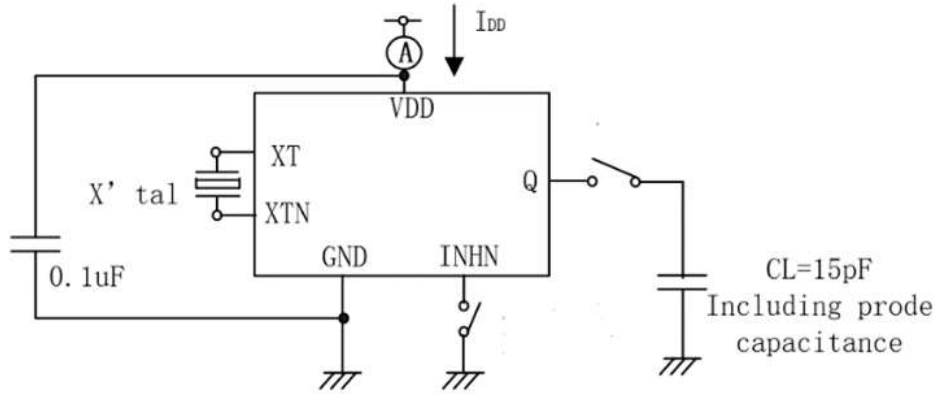 IDD
A
VDD
XT
X' tal
XTN
Q
GND
INHN
0.1uF
CL=15pF
Including prode
capacitance